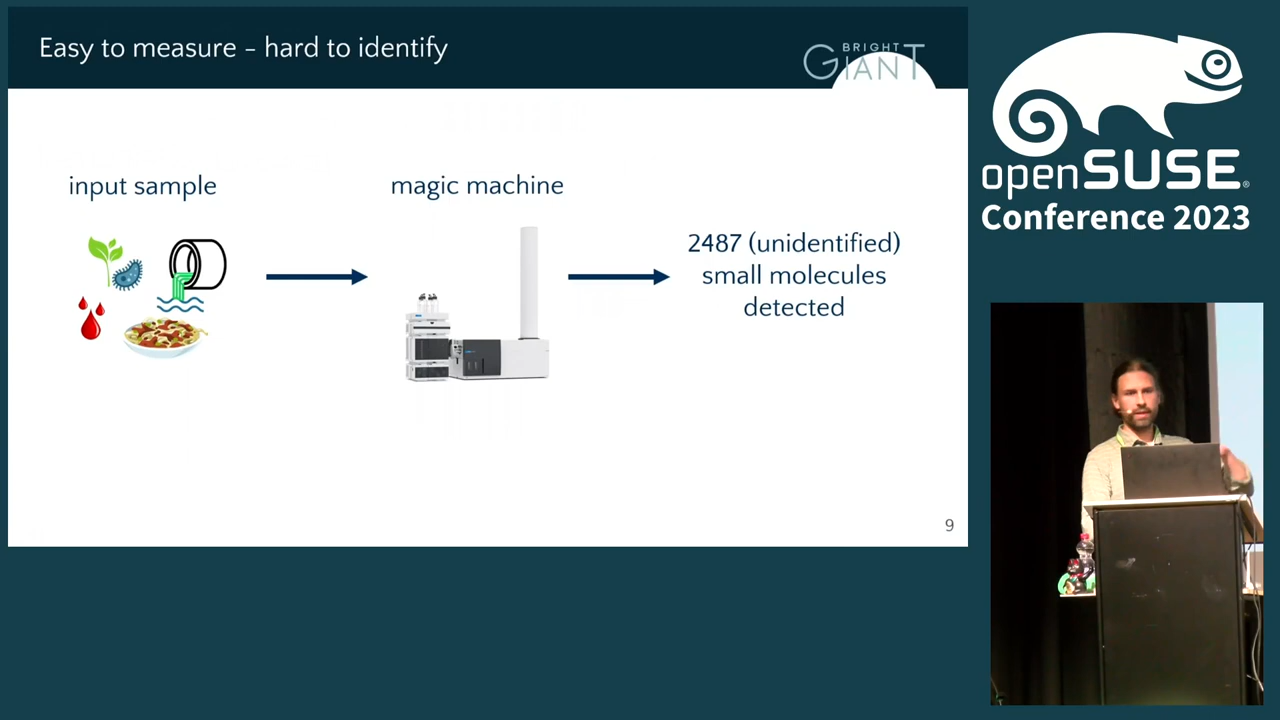 Easy to measure – hard to identify
BRIGHT
GIANT
input sample
magic machine
2487 (unidentified)
small molecules
detected
9
openSUSE®
Conference 2023